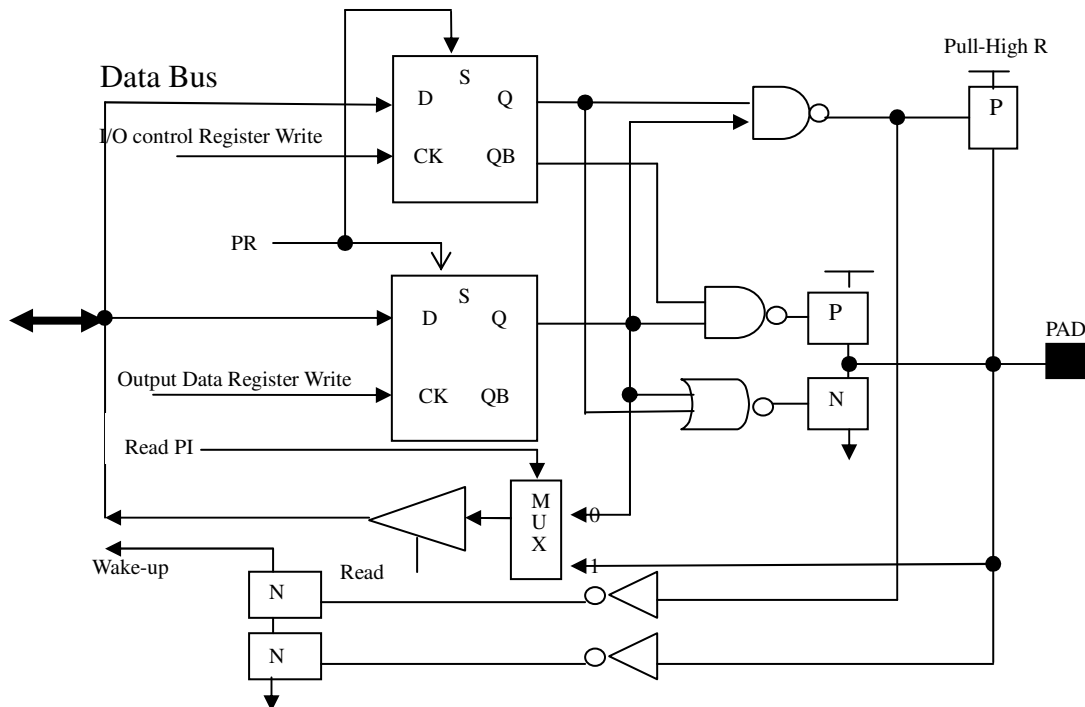 Pull-High R
Data Bus
S
D
Q
P
I/O control Register Write
CK
QB
PR
S
D
Q
P
PAD
Output Data Register Write
CK
QB
N
Read PI
M
U
X
0
1
Wake-up
Read
N
N